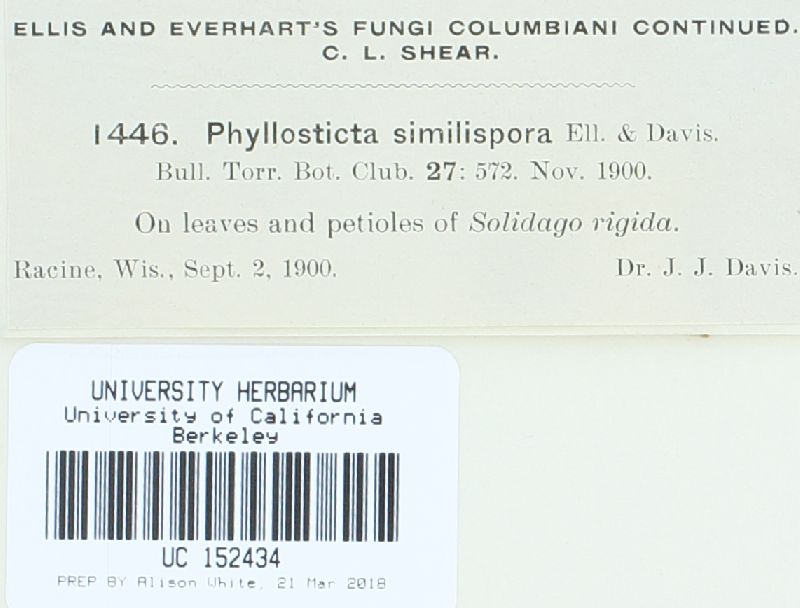 ELLIS AND EVERHART'S FUNGI COLUMBIANI CONTINUED.
C. L. SHEAR.
1446. Phyllosticta similispora Ell. & Davis.
Bull. Torr. Bot. Club. 27: 572. Nov. 1900.
On leaves and petioles of Solidago rigida.
Racine, Wis., Sept. 2, 1900. Dr. J. J. Davis.
UNIVERSITY HERBARIUM
University of California
Berkeley
UC 152434
PREP BY Alison White, 21 Mar 2018